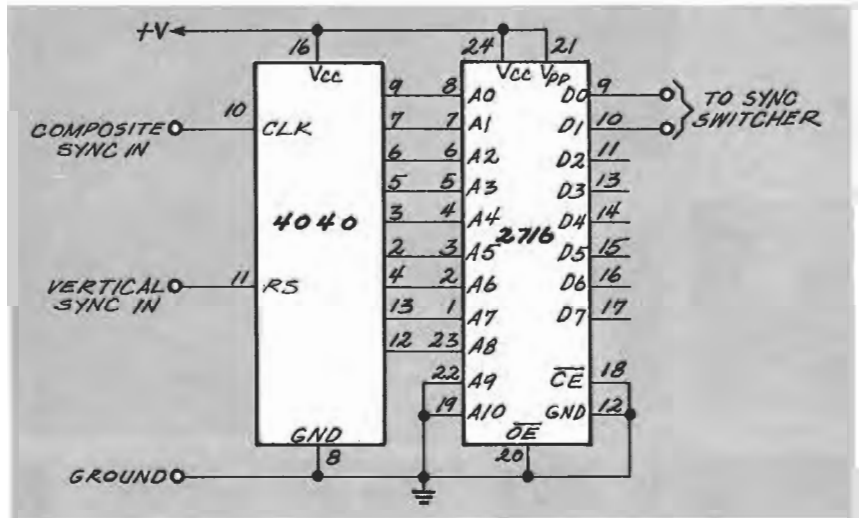 +V
16
24
21
Vcc
Vcc
Vpp
COMPOSITE
SYNC IN
10
CLK
VERTICAL
SYNC IN
11
RS
4040
GND
8
9
7
6
5
3
2
4
13
12
8
7
6
5
4
3
2
1
23
22
19
A0
A1
A2
A3
A4
A5
A6
A7
A8
A9
A10
2716
D0
D1
D2
D3
D4
D5
D6
D7
CE
GND
OE
20
9
10
11
13
14
15
16
17
18
12
TO SYNC
SWITCHER
GROUND